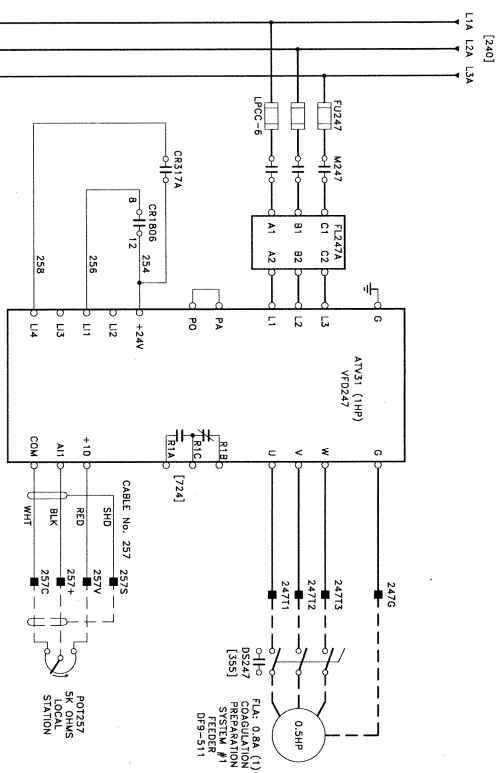 L1A
L2A
L3A
[240]
LPCC-6
FU247
M247
FL247A
A1 B1 C1
A2 B2 C2
CR317A
CR1806
8
12
258
256
254
LI4
LI3
LI1
LI2
+24V
PO
PA
L1
L2
L3
G
ATV31 (1HP)
VFD247
R1A
R1C
R1B
COM
AI1
+10
U
V
W
G
[724]
WHT
BLK
RED
SHD
CABLE No. 257
257C
257+
257V
257S
247T1
247T2
247T3
247G
DS247
[355]
0.5HP
POT257
5K OHMS
LOCAL
STATION
FLA: 0.8A (1)
COAGULATION
PREPARATION
SYSTEM #1
FEEDER
DF9-511